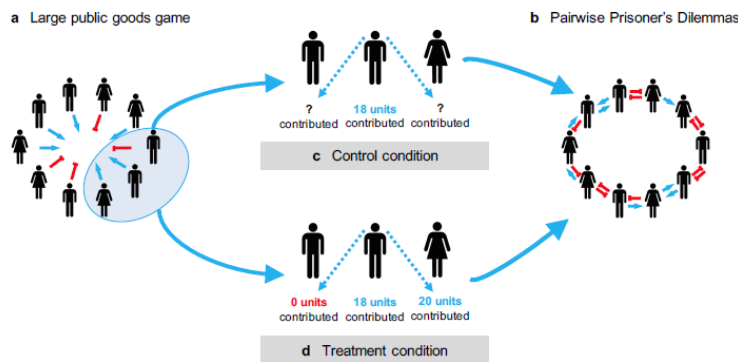 a Large public goods game
b Pairwise Prisoner's Dilemmas
? 18 units ?
contributed contributed contributed
c Control condition
0 units 18 units 20 units
contributed contributed contributed
d Treatment condition